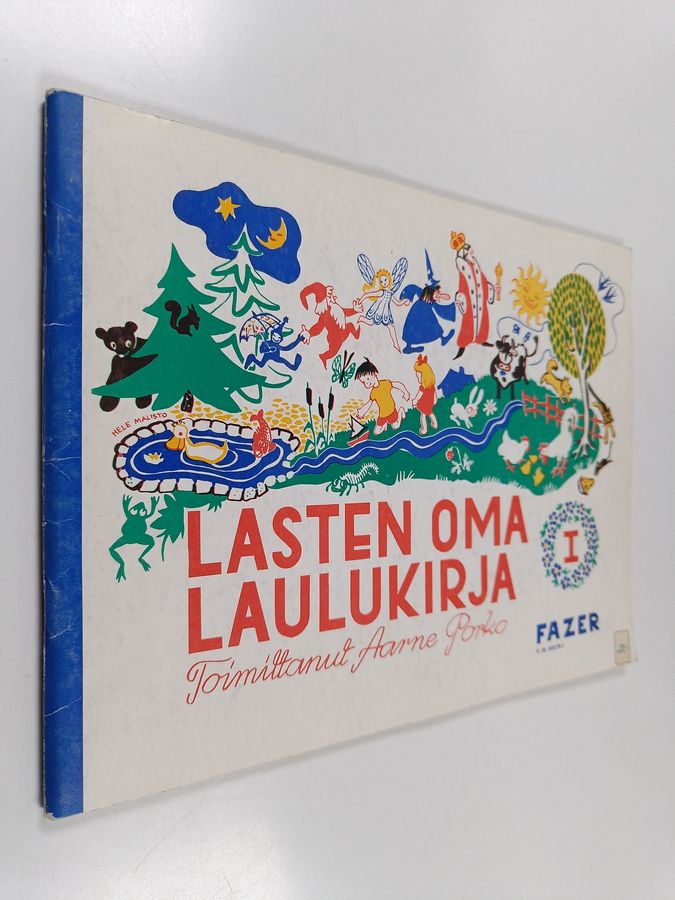 HELE MALISTO
LASTEN OMA
LAULUKIRJA
I
Toimittanut Aarne Porko
FAZER